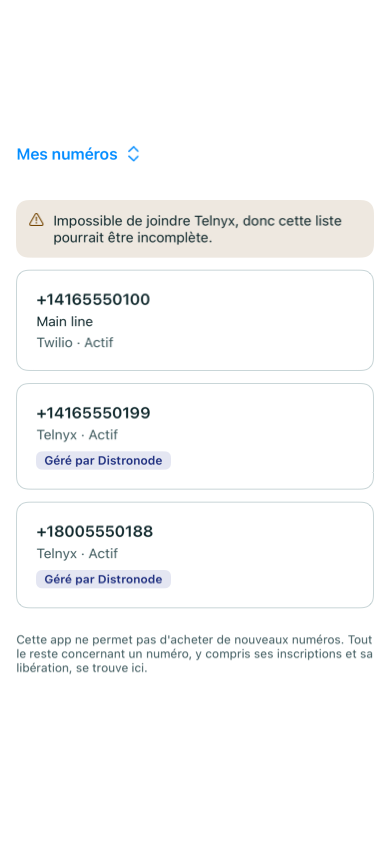 Mes numéros
Impossible de joindre Telnyx, donc cette liste
pourrait être incomplète.
+14165550100
Main line
Twilio · Actif
+14165550199
Telnyx · Actif
Géré par Distronode
+18005550188
Telnyx · Actif
Géré par Distronode
Cette app ne permet pas d'acheter de nouveaux numéros. Tout
le reste concernant un numéro, y compris ses inscriptions et sa
libération, se trouve ici.